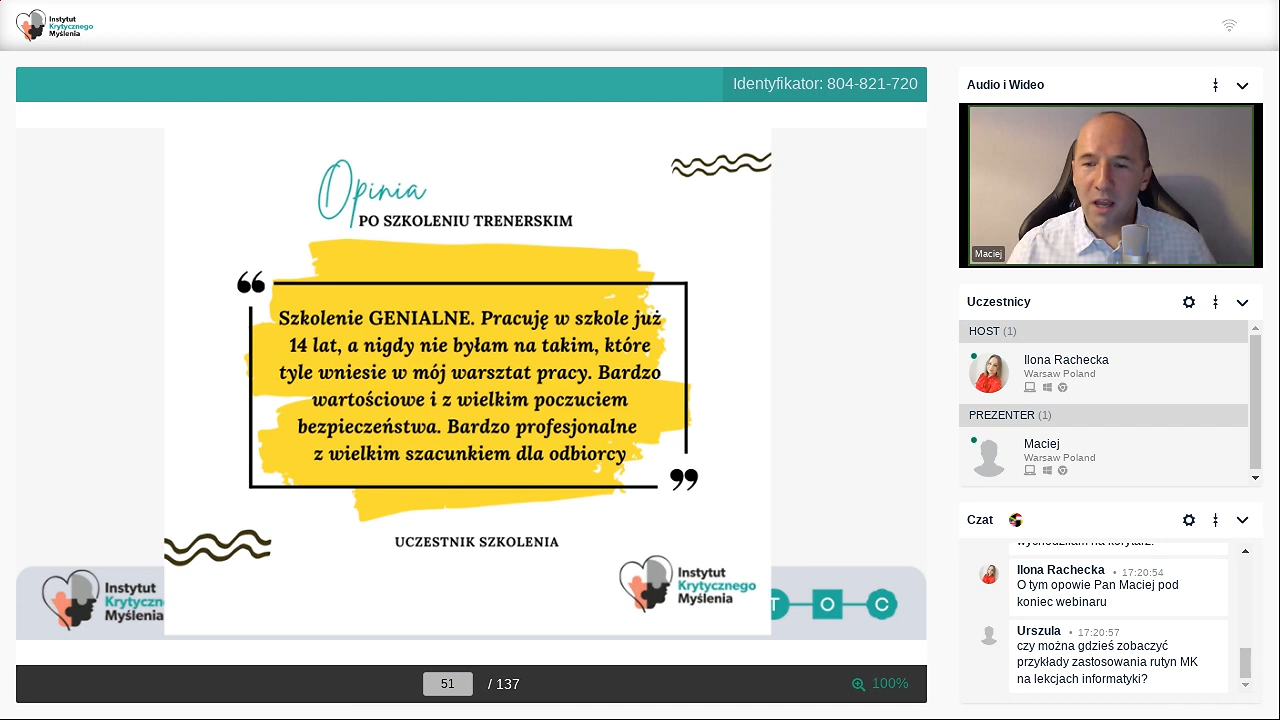 Instytut
Krytycznego
Myślenia
Identyfikator: 804-821-720
Opinia
PO SZKOLENIU TRENERSKIM
“
Szkolenie GENIALNE. Pracuję w szkole już
14 lat, a nigdy nie byłam na takim, które
tyle wniesie w mój warsztat pracy. Bardzo
wartościowe i z wielkim poczuciem
bezpieczeństwa. Bardzo profesjonalne
z wielkim szacunkiem dla odbiorcy
”
UCZESTNIK SZKOLENIA
Instytut
Krytycznego
Myślenia
Instytut
Krytyczn
Myślenia
T O C
51 / 137
100%
Audio i Wideo
Maciej
Uczestnicy
HOST (1)
Ilona Rachecka
Warsaw Poland
PREZENTER (1)
Maciej
Warsaw Poland
Czat
Ilona Rachecka • 17:20:54
O tym opowie Pan Maciej pod
koniec webinaru
Urszula • 17:20:57
czy można gdzieś zobaczyć
przykłady zastosowania rutyn MK
na lekcjach informatyki?